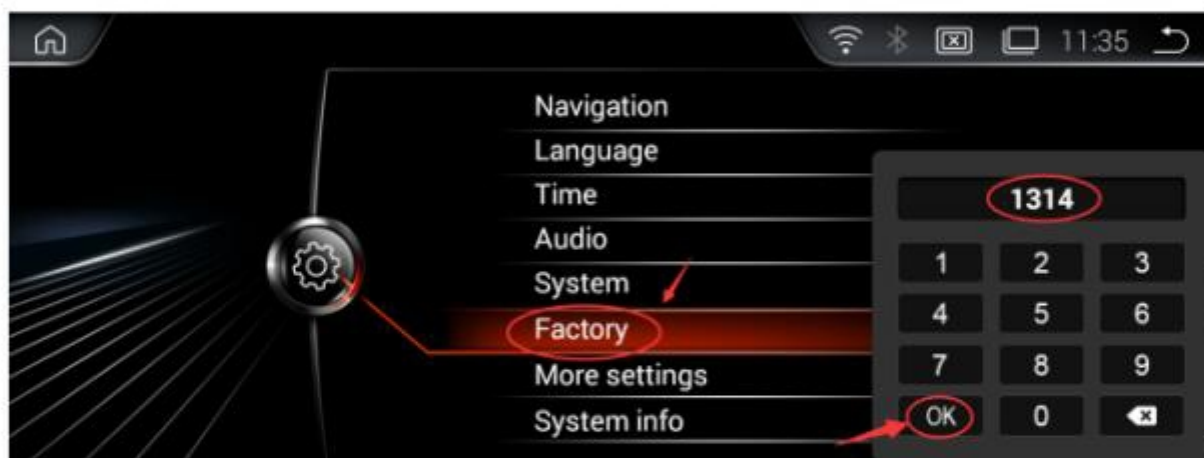 11:35
Navigation
Language
Time
Audio
System
Factory
More settings
System info
1314
1 2 3
4 5 6
7 8 9
OK 0